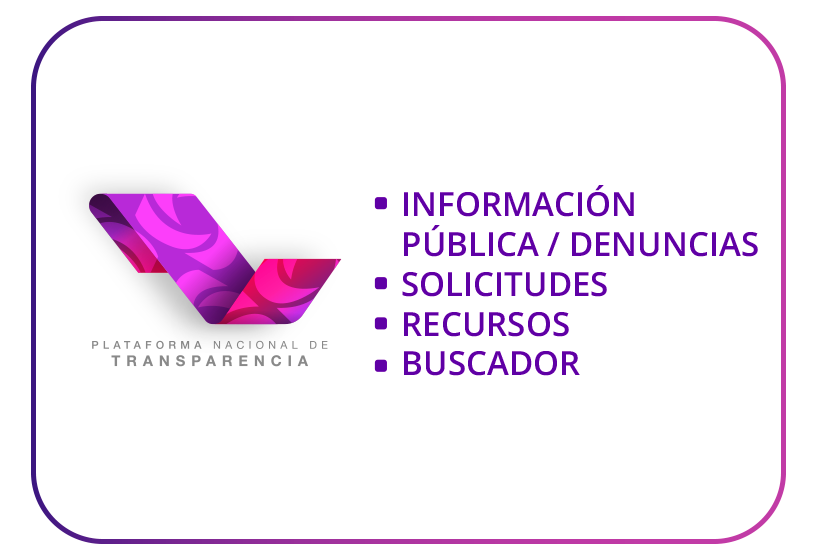 PLATAFORMA NACIONAL DE
TRANSPARENCIA
INFORMACIÓN
PÚBLICA / DENUNCIAS
SOLICITUDES
RECURSOS
BUSCADOR